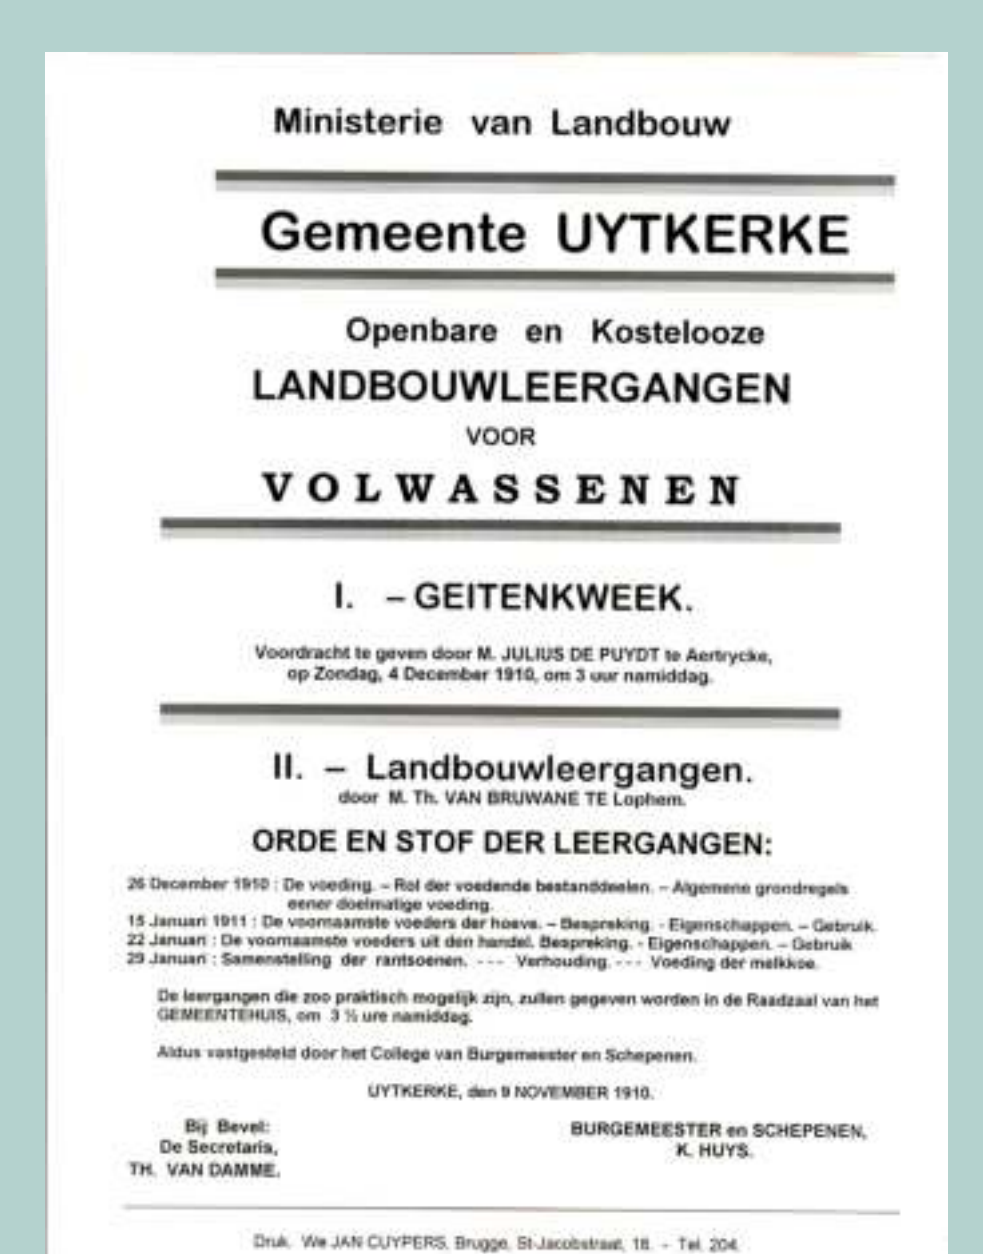 Ministerie van Landbouw
Gemeente UYTKERKE
Openbare en Kostelooze
LANDBOUWLEERGANGEN
VOOR
VOLWASSENEN
I. – GEITENKWEEK.
Voordracht te geven door M. JULIUS DE PUYDT te Aertrycke,
op Zondag, 4 December 1910, om 3 uur namiddag.
II. – Landbouwleergangen.
door M. Th. VAN BRUWANE TE Lophem.
ORDE EN STOF DER LEERGANGEN:
26 December 1910 : De voeding. – Rol der voedende bestanddeelen. – Algemene grondregels
eener doelmatige voeding.
15 Januari 1911 : De voornaamste voeders der hoeve. – Bespreking. - Eigenschappen. – Gebruik.
22 Januari : De voornaamste voeders uit den handel. Bespreking. - Eigenschappen. – Gebruik
29 Januari : Samenstelling der rantsoenen. --- Verhouding. --- Voeding der melkkoe.
De leergangen die zoo praktisch mogelijk zijn, zullen gegeven worden in de Raadzaal van het
GEMEENTEHUIS, om 3 ½ ure namiddag.
Aldus vastgesteld door het College van Burgemeester en Schepenen.
UYTKERKE, den 9 NOVEMBER 1910.
Bij Bevel:
De Secretaris,
TH. VAN DAMME.
BURGEMEESTER en SCHEPENEN,
K. HUYS.
Druk. We JAN CUYPERS, Brugge, St-Jacobstraat, 18. - Tel. 204.